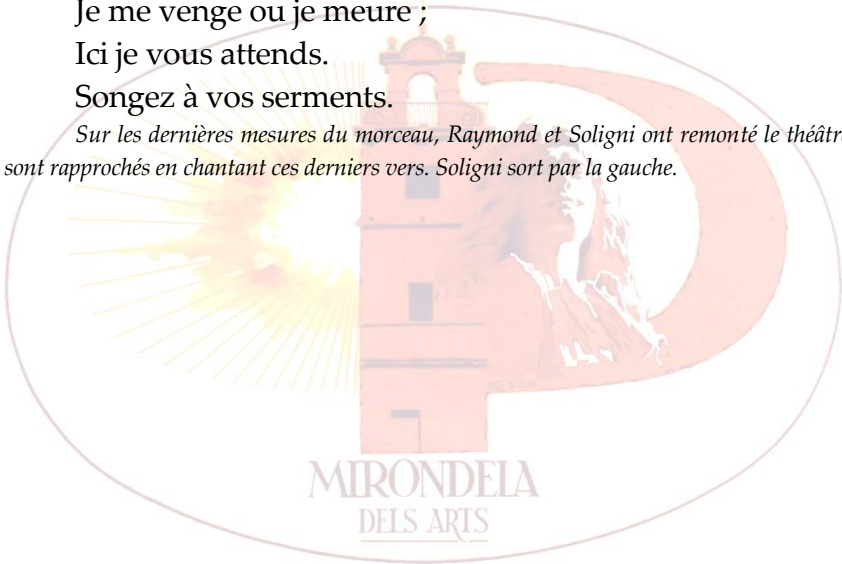 Je me venge ou je meure ;
Ici je vous attends.
Songez à vos serments.
Sur les dernières mesures du morceau, Raymond et Soligni ont remonté le théâtre
sont rapprochés en chantant ces derniers vers. Soligni sort par la gauche.
MIRONDELA
DELS ARTS